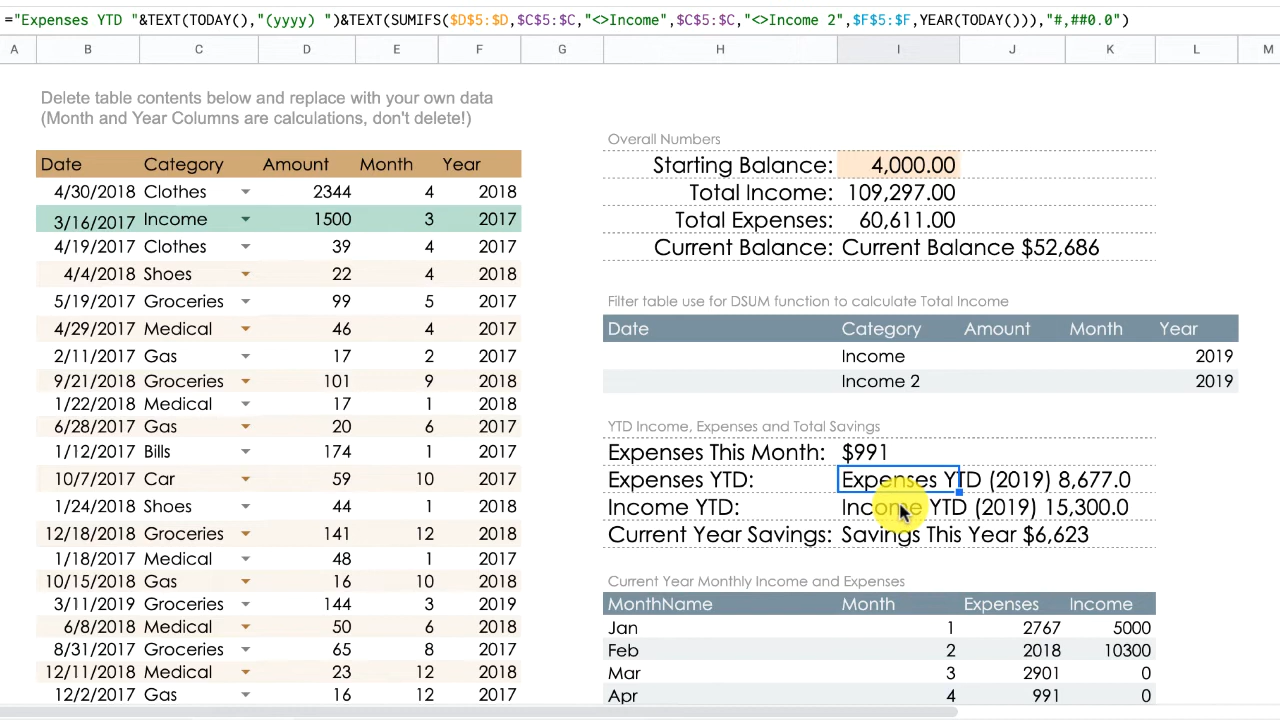 ="Expenses YTD "&TEXT(TODAY(),"(yyyy) ")&TEXT(SUMIFS($D$5:$D,$C$5:$C,"<>Income",$C$5:$C,"<>Income 2",$F$5:$F,YEAR(TODAY())),"#,##0.0")
A B C D E F G H I J K L M
Delete table contents below and replace with your own data
(Month and Year Columns are calculations, don't delete!)
Date Category Amount Month Year
4/30/2018 Clothes 2344 4 2018
3/16/2017 Income 1500 3 2017
4/19/2017 Clothes 39 4 2017
4/4/2018 Shoes 22 4 2018
5/19/2017 Groceries 99 5 2017
4/29/2017 Medical 46 4 2017
2/11/2017 Gas 17 2 2017
9/21/2018 Groceries 101 9 2018
1/22/2018 Medical 17 1 2018
6/28/2017 Gas 20 6 2017
1/12/2017 Bills 174 1 2017
10/7/2017 Car 59 10 2017
1/24/2018 Shoes 44 1 2018
12/18/2018 Groceries 141 12 2018
1/18/2017 Medical 48 1 2017
10/15/2018 Gas 16 10 2018
3/11/2019 Groceries 144 3 2019
6/8/2018 Medical 50 6 2018
8/31/2017 Groceries 65 8 2017
12/11/2018 Medical 23 12 2018
12/2/2017 Gas 16 12 2017
Overall Numbers
Starting Balance: 4,000.00
Total Income: 109,297.00
Total Expenses: 60,611.00
Current Balance: Current Balance $52,686
Filter table use for DSUM function to calculate Total Income
Date Category Amount Month Year
Income 2019
Income 2 2019
YTD Income, Expenses and Total Savings
Expenses This Month: $991
Expenses YTD: Expenses YTD (2019) 8,677.0
Income YTD: Income YTD (2019) 15,300.0
Current Year Savings: Savings This Year $6,623
Current Year Monthly Income and Expenses
MonthName Month Expenses Income
Jan 1 2767 5000
Feb 2 2018 10300
Mar 3 2901 0
Apr 4 991 0